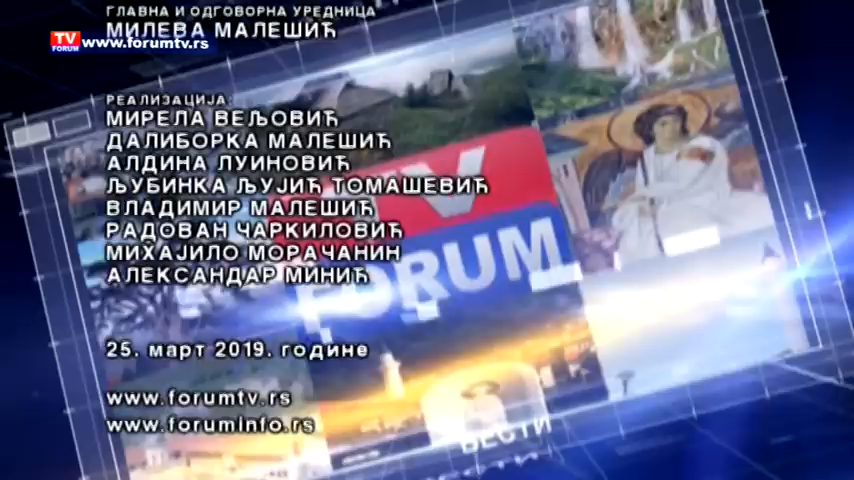 ГЛАВНА И ОДГОВОРНА УРЕДНИЦА
МИЛЕВА МАЛЕШИЋ
TV
FORUM
www.forumtv.rs
РЕАЛИЗАЦИЈА:
МИРЕЛА ВЕЉОВИЋ
ДАЛИБОРКА МАЛЕШИЋ
АЛДИНА ЛУИНОВИЋ
ЉУБИНКА ЉУЈИЋ ТОМАШЕВИЋ
ВЛАДИМИР МАЛЕШИЋ
РАДОВАН ЧАРКИЛОВИЋ
МИХАЈЛО МОРАЧАНИН
АЛЕКСАНДАР МИНИЋ
TV
FORUM
25. март 2019. године
www.forumtv.rs
www.foruminfo.rs
ВЕСТИ